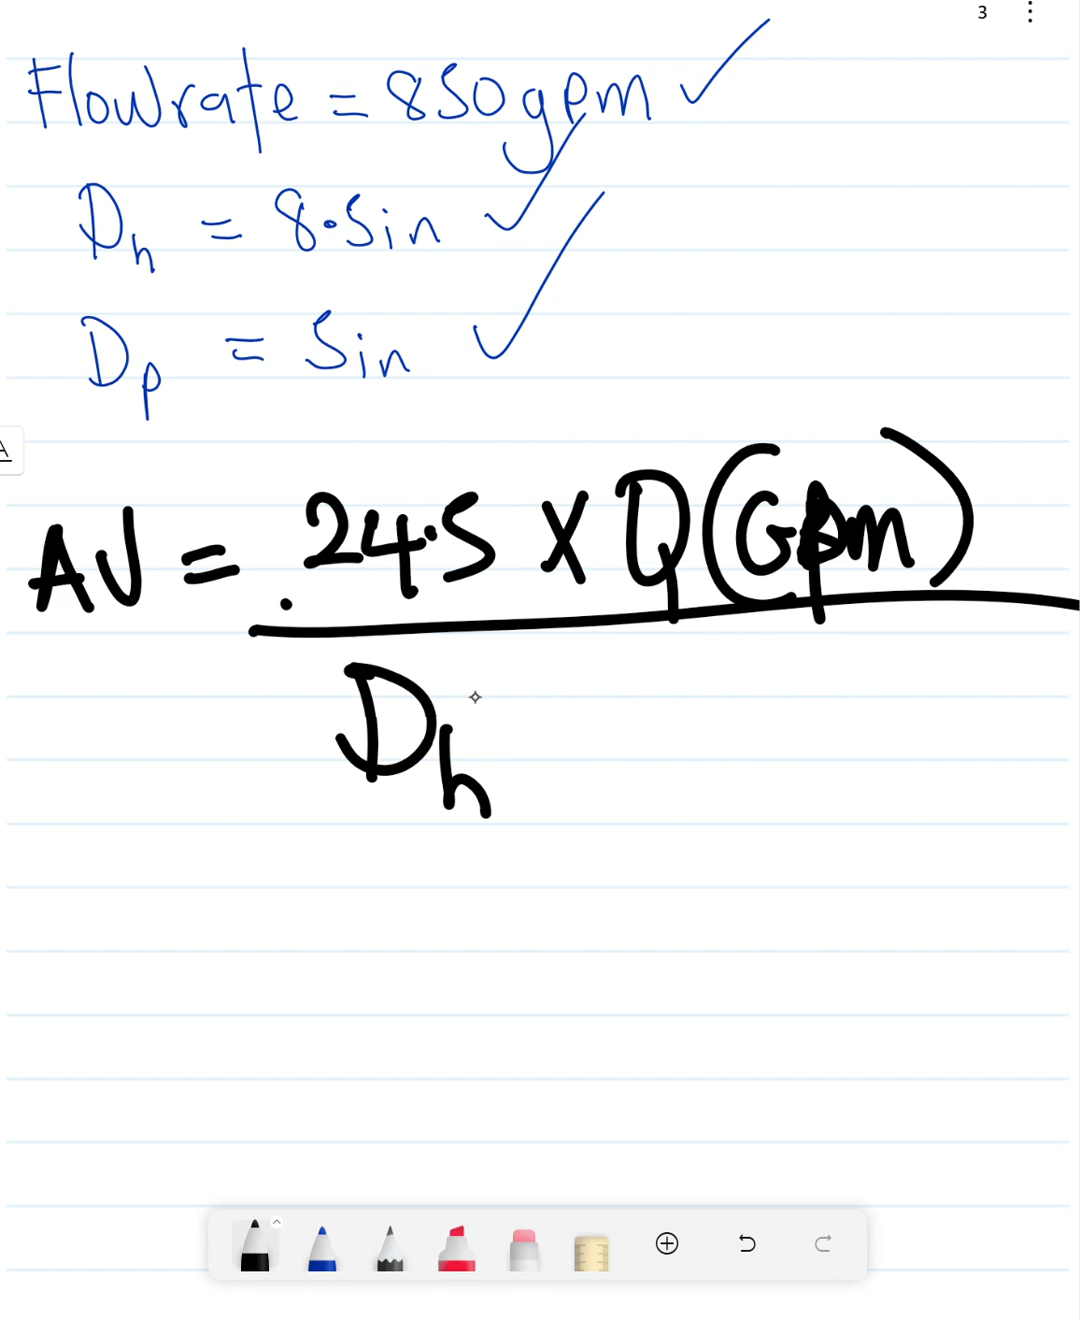 3
Flowrate = 850gpm ✓
Dh = 8.5in ✓
Dp = 5in ✓
A
AV = 24.5 x Q(Gpm)
Dh